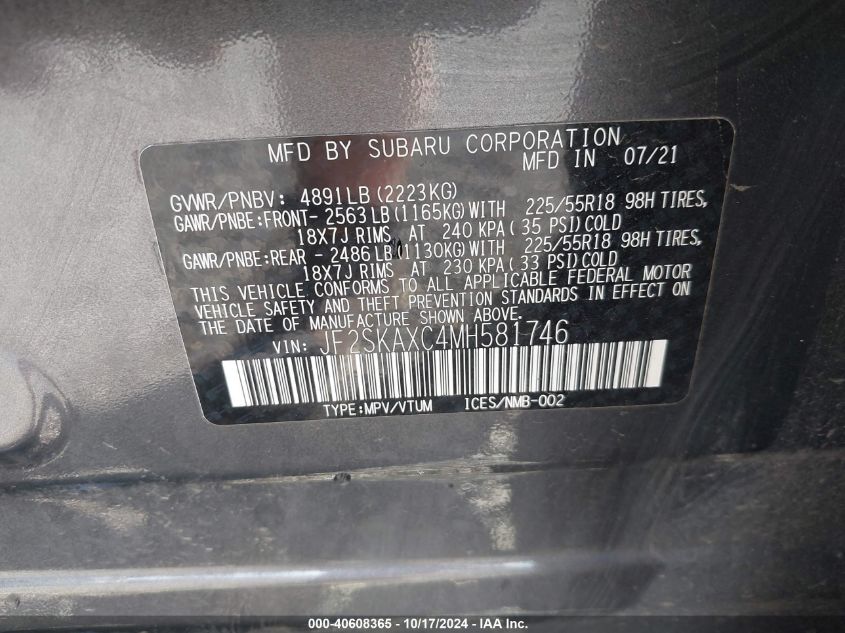 MFD BY SUBARU CORPORATION
MFD IN 07/21
GVWR/PNBV: 4891LB(2223KG)
GAWR/PNBE:FRONT- 2563LB(1165KG)WITH 225/55R18 98H TIRES,
18X7J RIMS, AT 240 KPA(35 PSI)COLD
GAWR/PNBE:REAR - 2486LB(1130KG)WITH 225/55R18 98H TIRES,
18X7J RIMS AT 230 KPA(33 PSI)COLD
THIS VEHICLE CONFORMS TO ALL APPLICABLE FEDERAL MOTOR
VEHICLE SAFETY AND THEFT PREVENTION STANDARDS IN EFFECT ON
THE DATE OF MANUFACTURE SHOWN ABOVE.
VIN: JF2SKAXC4MH581746
TYPE:MPV/VTUM ICES/NMB-002
000-40608365 - 10/17/2024 - IAA Inc.